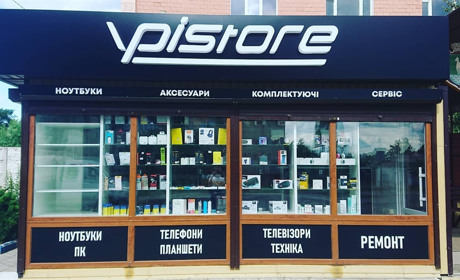 vpistore
НОУТБУКИ АКСЕСУАРИ КОМПЛЕКТУЮЧІ СЕРВІС
НОУТБУКИ ПК
ТЕЛЕФОНИ ПЛАНШЕТИ
ТЕЛЕВІЗОРИ ТЕХНІКА
РЕМОНТ